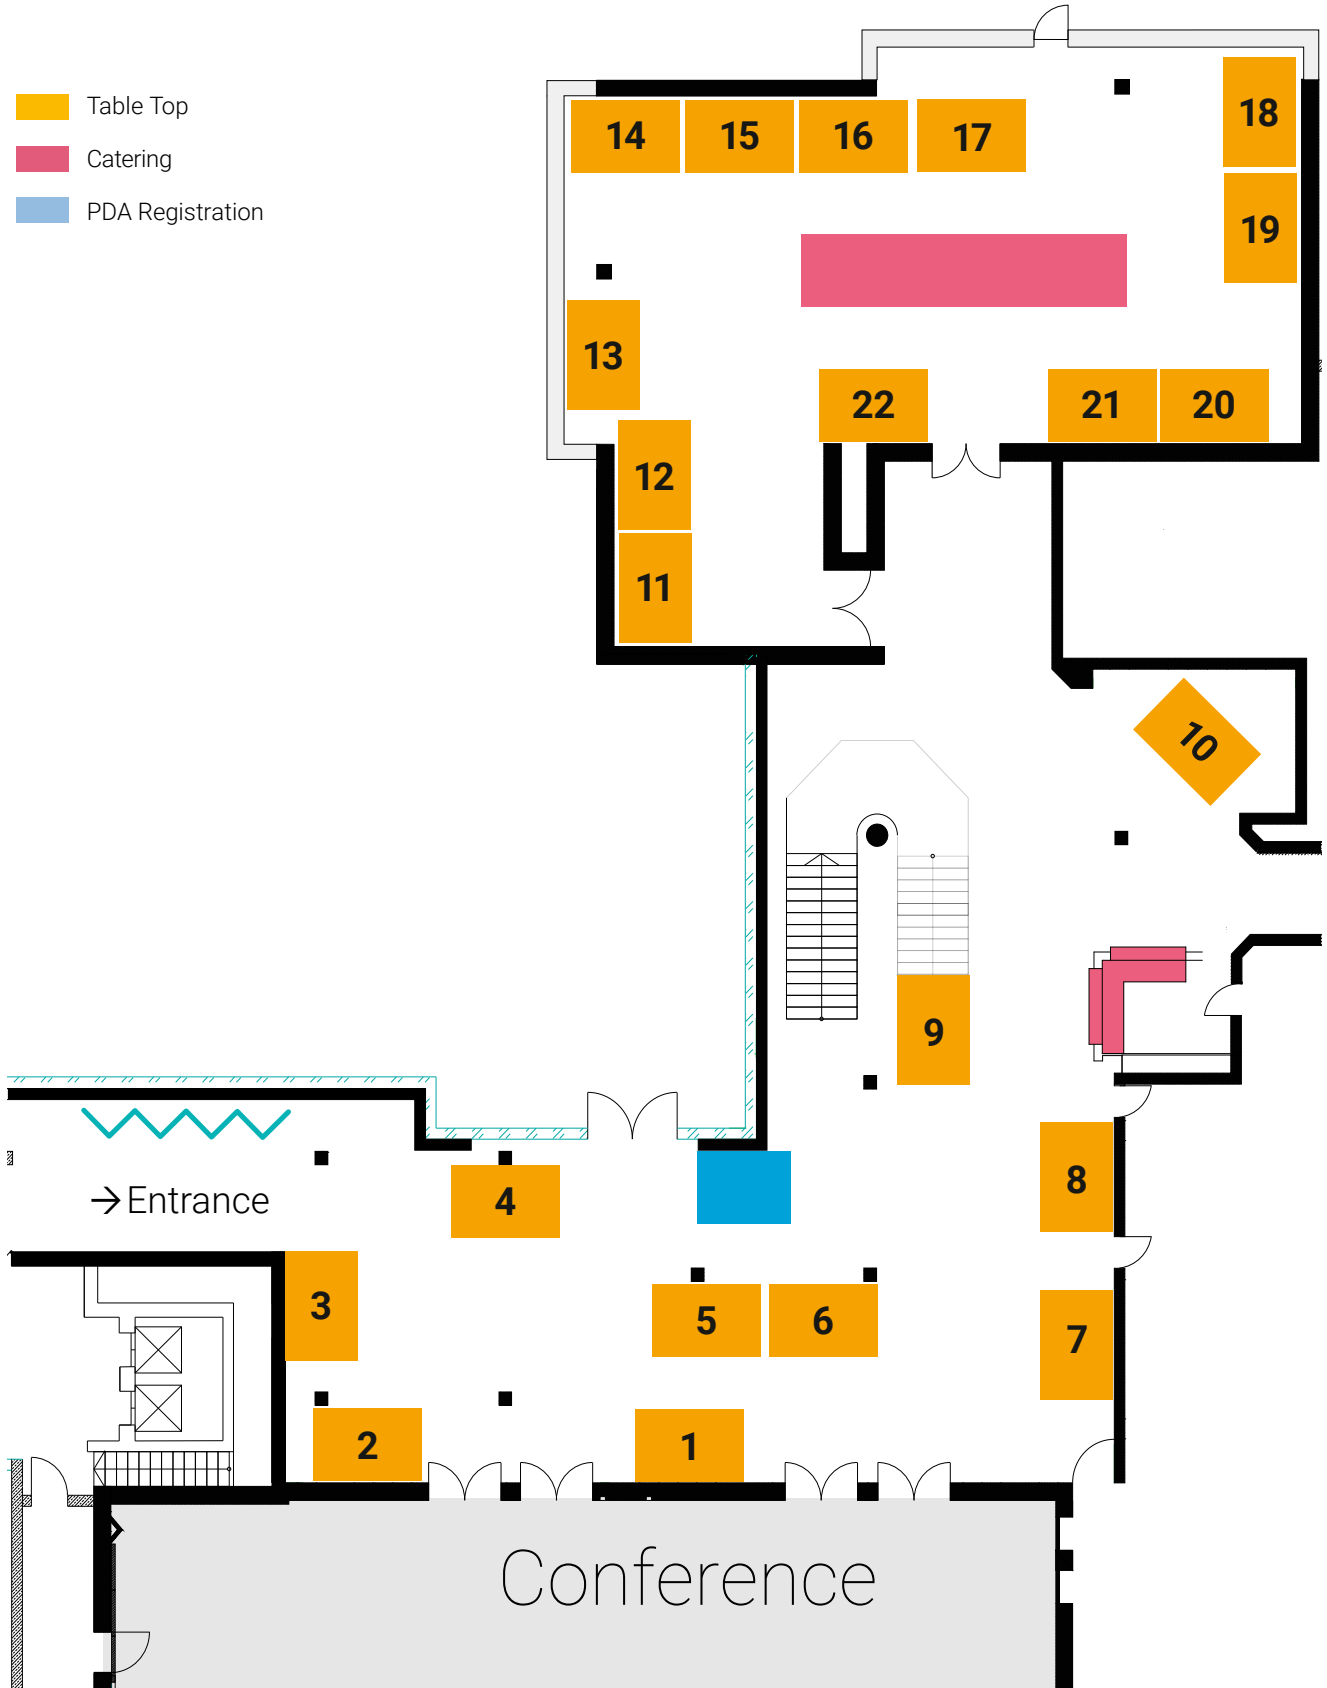 Table Top
Catering
PDA Registration
14 15 16 17 18
19
13
22 21 20
12
11
10
9
8
→Entrance
4
3
5 6
7
2
1
Conference